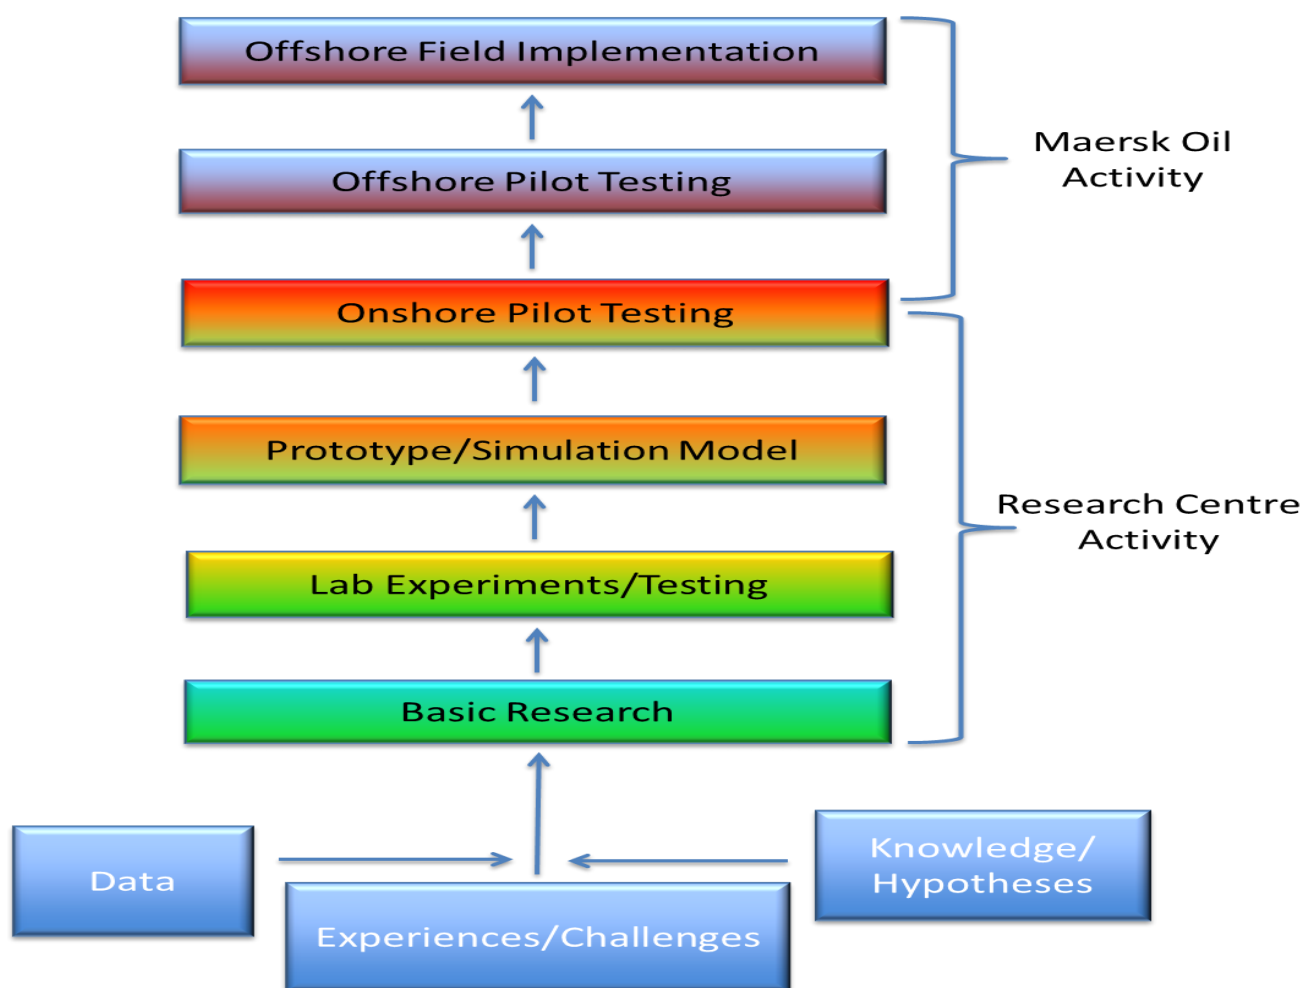 Offshore Field Implementation
Maersk Oil
Activity
Offshore Pilot Testing
Onshore Pilot Testing
Prototype/Simulation Model
Research Centre
Activity
Lab Experiments/Testing
Basic Research
Data
Knowledge/
Hypotheses
Experiences/Challenges